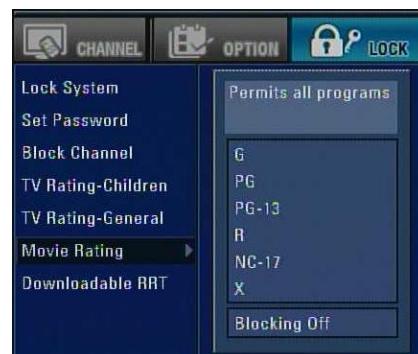 CHANNEL
OPTION
LOCK
Lock System
Set Password
Block Channel
TV Rating-Children
TV Rating-General
Movie Rating
Downloadable RRT
Permits all programs
G
PG
PG-13
R
NC-17
X
Blocking Off